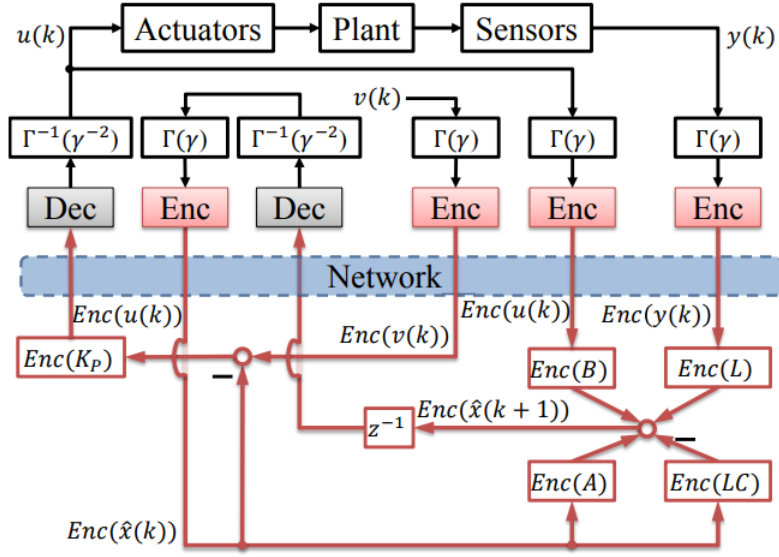 u(k) Actuators Plant Sensors y(k)
v(k)
Γ⁻¹(γ⁻²) Γ(γ) Γ⁻¹(γ⁻²) Γ(γ) Γ(γ) Γ(γ)
Dec Enc Dec Enc Enc Enc
Network
Enc(u(k)) Enc(v(k)) Enc(u(k)) Enc(y(k))
Enc(K_P) − Enc(B) Enc(L)
z⁻¹ Enc(x̂(k + 1)) −
Enc(A) Enc(LC)
Enc(x̂(k))